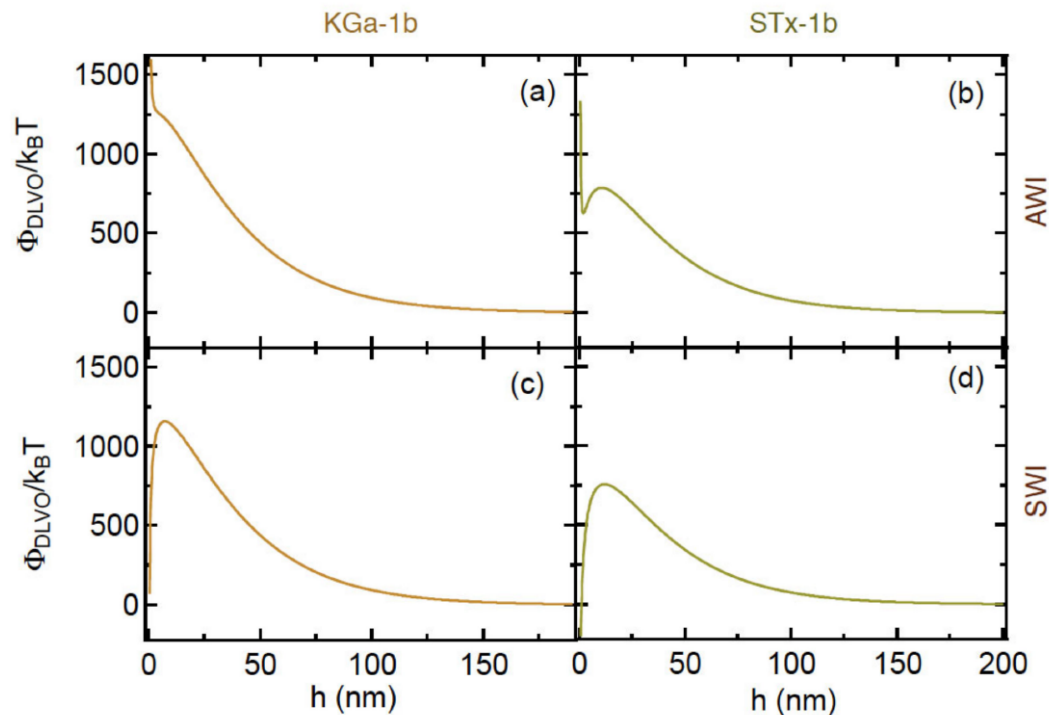 KGa-1b
STx-1b
1500
1000
500
0
Φ_DLVO/k_BT
(a)
(b)
AWI
1500
1000
500
0
Φ_DLVO/k_BT
(c)
(d)
SWI
0
50
100
150
0
50
100
150
200
h (nm)
h (nm)